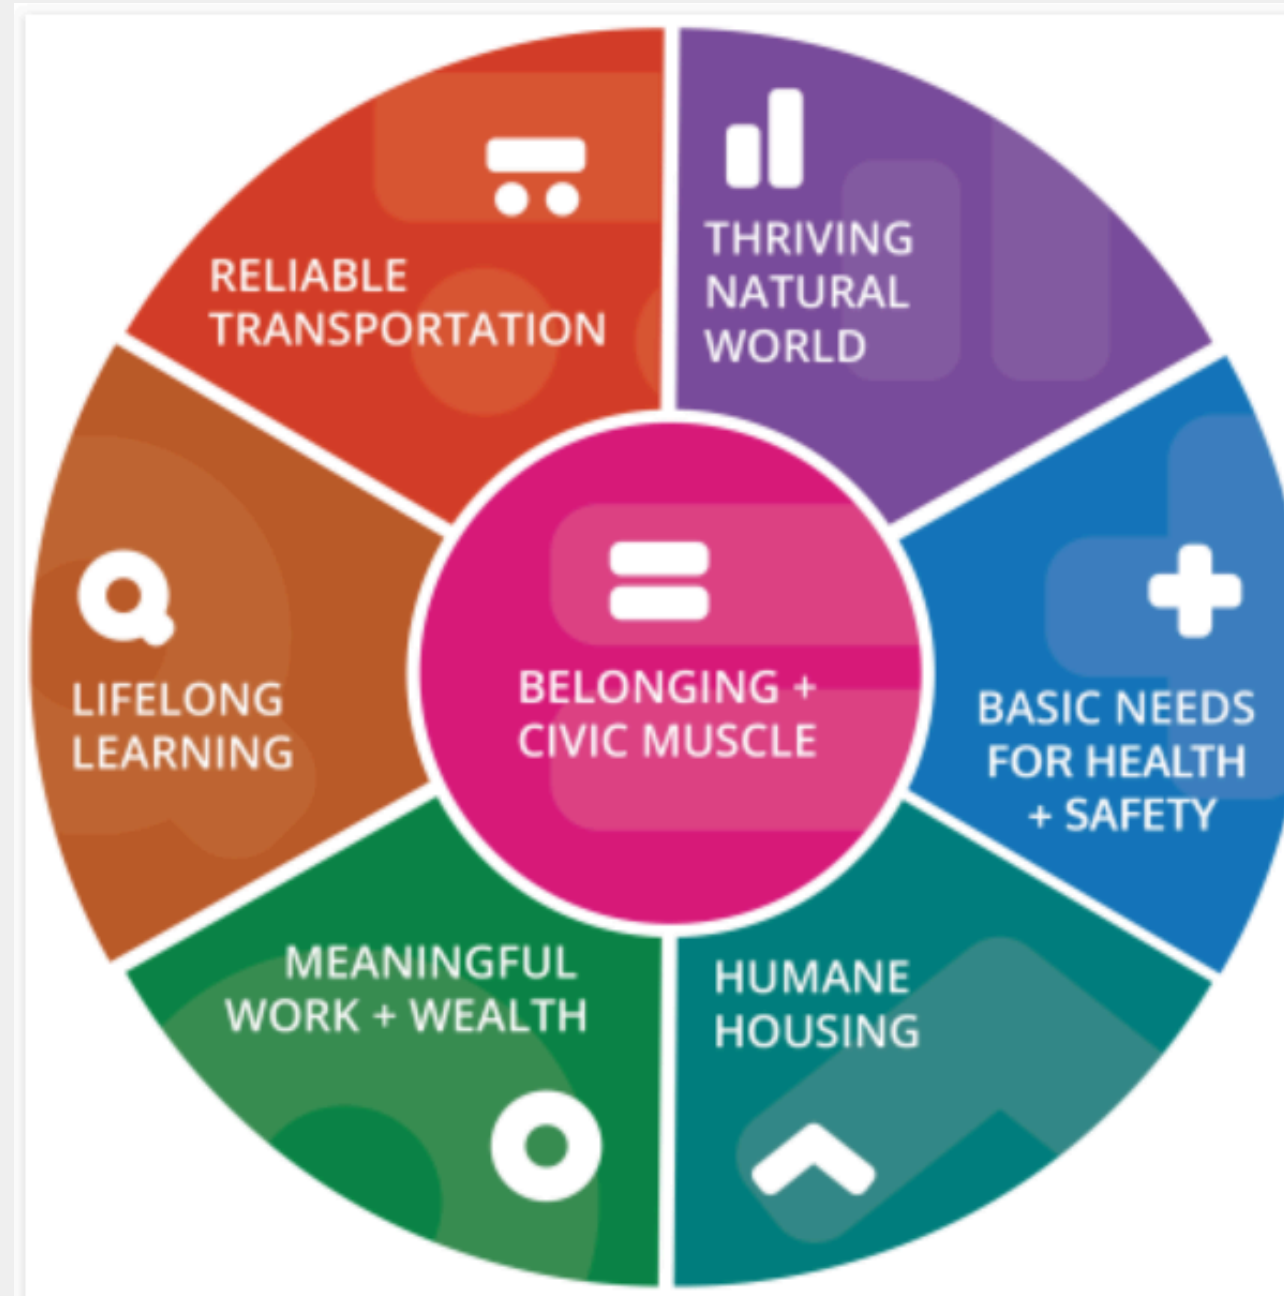 RELIABLE
TRANSPORTATION
THRIVING
NATURAL
WORLD
LIFELONG
LEARNING
BELONGING +
CIVIC MUSCLE
BASIC NEEDS
FOR HEALTH
+ SAFETY
MEANINGFUL
WORK + WEALTH
HUMANE
HOUSING